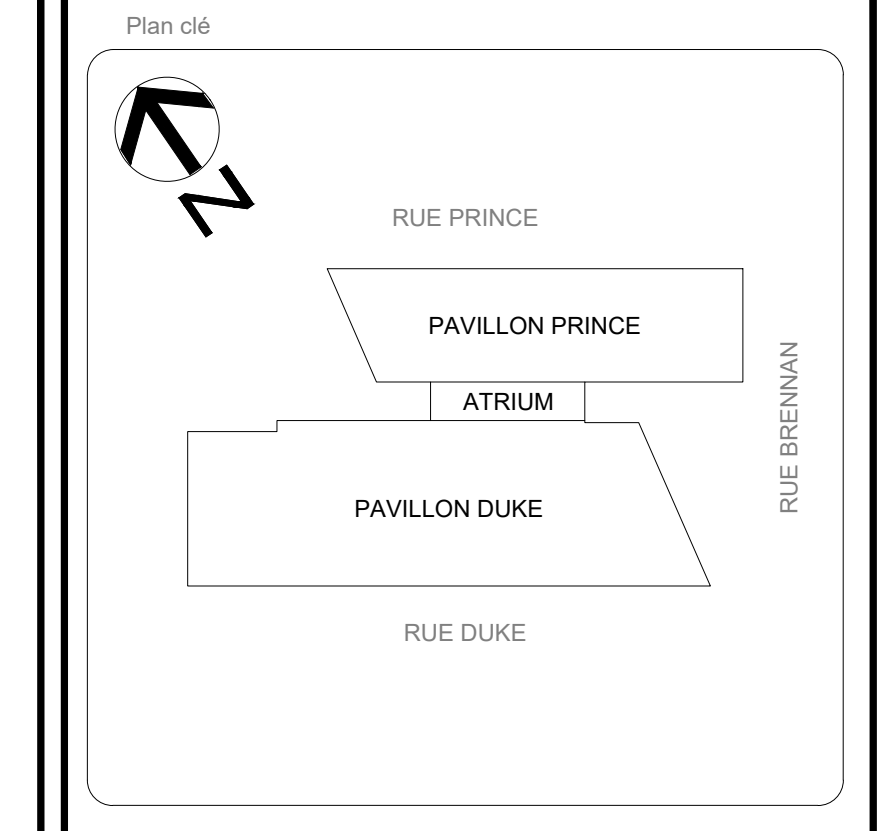 Plan clé
N
RUE PRINCE
PAVILLON PRINCE
RUE BRENNAN
ATRIUM
PAVILLON DUKE
RUE DUKE